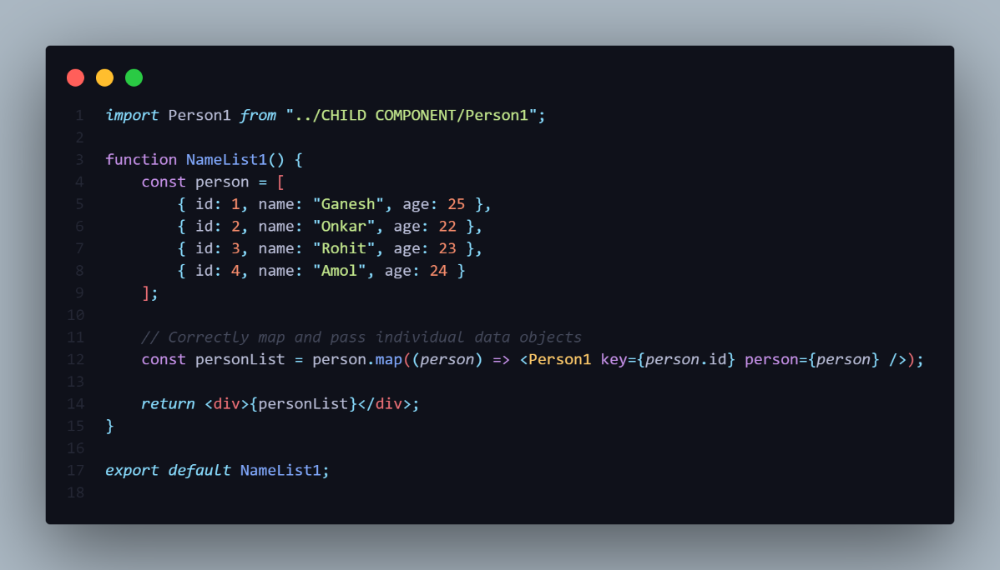 1 import Person1 from "../CHILD COMPONENT/Person1";
2
3 function NameList1() {
4     const person = [
5         { id: 1, name: "Ganesh", age: 25 },
6         { id: 2, name: "Onkar", age: 22 },
7         { id: 3, name: "Rohit", age: 23 },
8         { id: 4, name: "Amol", age: 24 }
9     ];
10
11     // Correctly map and pass individual data objects
12     const personList = person.map((person) => <Person1 key={person.id} person={person} />);
13
14     return <div>{personList}</div>;
15 }
16
17 export default NameList1;
18